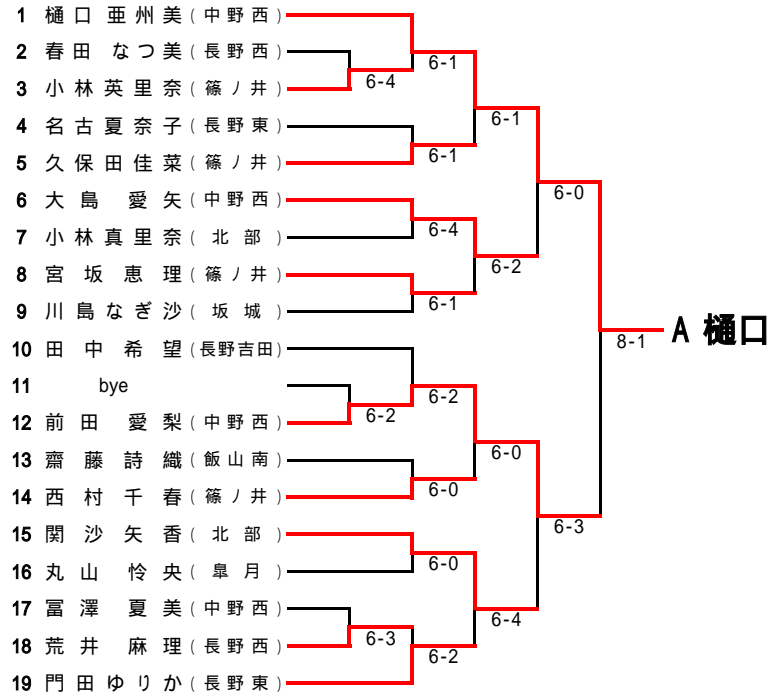 1 樋口 亜州美 (中野西)
6-1
2 春田 なつ美 (長野西)
6-4
3 小林英里奈 (篠ノ井)
6-1
4 名古夏奈子 (長野東)
6-1
5 久保田佳菜 (篠ノ井)
6-0
6 大島 愛矢 (中野西)
6-4
7 小林真里奈 (北部)
6-2
8 宮坂恵理 (篠ノ井)
6-1
9 川島なぎ沙 (坂城)
8-1 A 樋口
10 田中希望 (長野吉田)
6-2
11 bye
6-2
12 前田 愛梨 (中野西)
6-0
13 齋藤詩織 (飯山南)
6-0
14 西村千春 (篠ノ井)
6-3
15 関沙矢香 (北部)
6-0
16 丸山 怜央 (皐月)
6-4
17 冨澤 夏美 (中野西)
6-3
18 荒井 麻理 (長野西)
6-2
19 門田ゆりか (長野東)